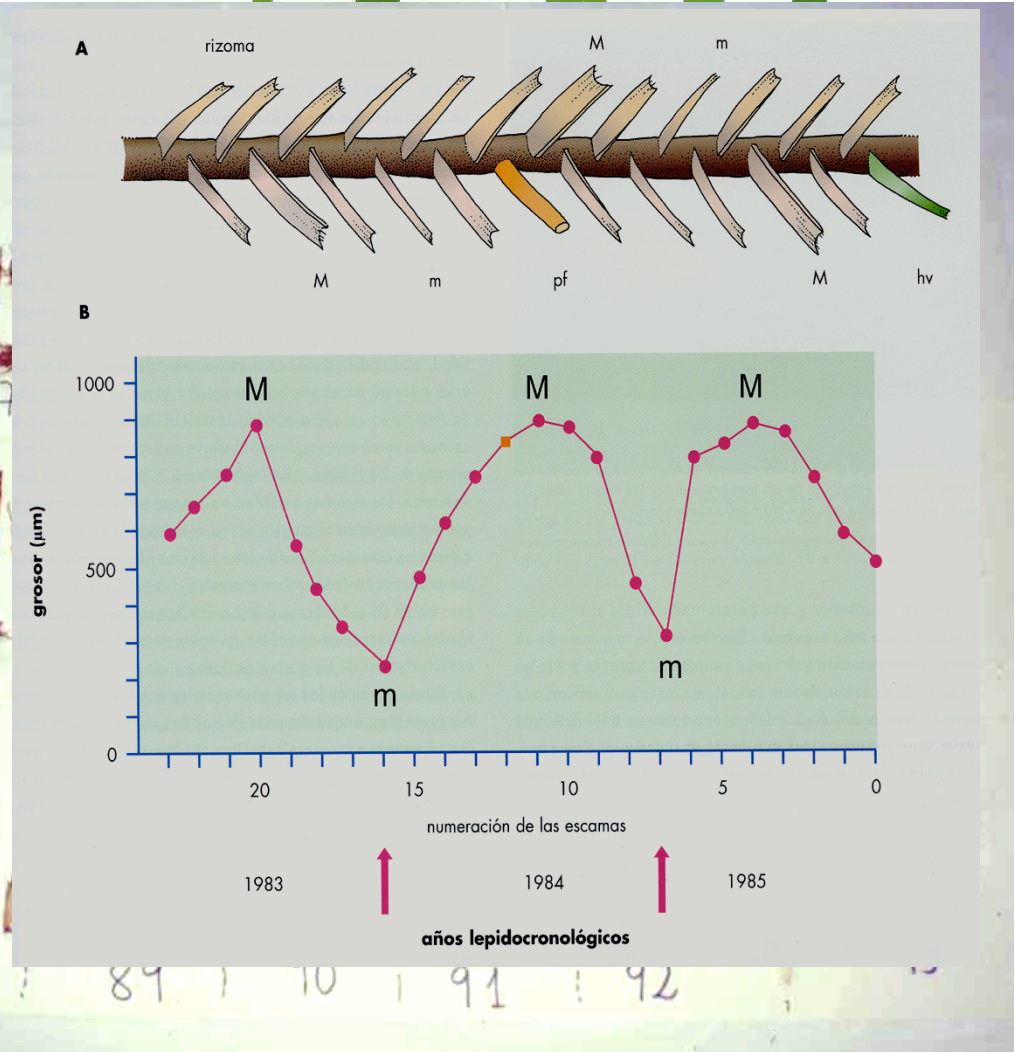 A
rizoma
M
m
M
m
pf
M
hv
B
M
M
M
1000
500
0
m
m
grosor (µm)
20
15
10
5
0
numeración de las escamas
1983
1984
1985
años lepidocronológicos
89
90
91
92